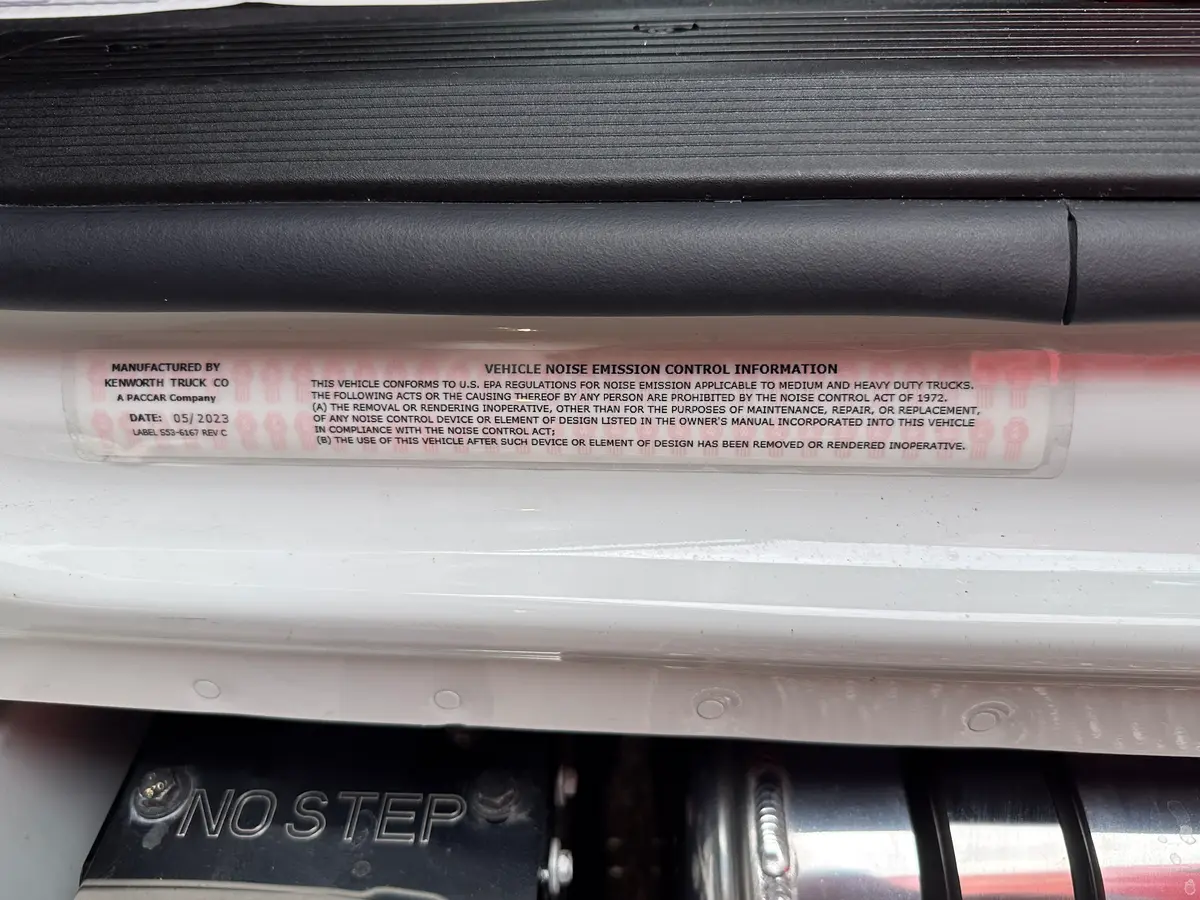 MANUFACTURED BY
KENWORTH TRUCK CO
A PACCAR Company
DATE: 05/2023
LABEL S53-6167 REV C
VEHICLE NOISE EMISSION CONTROL INFORMATION
THIS VEHICLE CONFORMS TO U.S. EPA REGULATIONS FOR NOISE EMISSION APPLICABLE TO MEDIUM AND HEAVY DUTY TRUCKS.
THE FOLLOWING ACTS OR THE CAUSING THEREOF BY ANY PERSON ARE PROHIBITED BY THE NOISE CONTROL ACT OF 1972.
(A) THE REMOVAL OR RENDERING INOPERATIVE, OTHER THAN FOR THE PURPOSES OF MAINTENANCE, REPAIR, OR REPLACEMENT,
OF ANY NOISE CONTROL DEVICE OR ELEMENT OF DESIGN LISTED IN THE OWNER'S MANUAL INCORPORATED INTO THIS VEHICLE
IN COMPLIANCE WITH THE NOISE CONTROL ACT;
(B) THE USE OF THIS VEHICLE AFTER SUCH DEVICE OR ELEMENT OF DESIGN HAS BEEN REMOVED OR RENDERED INOPERATIVE.
NO STEP